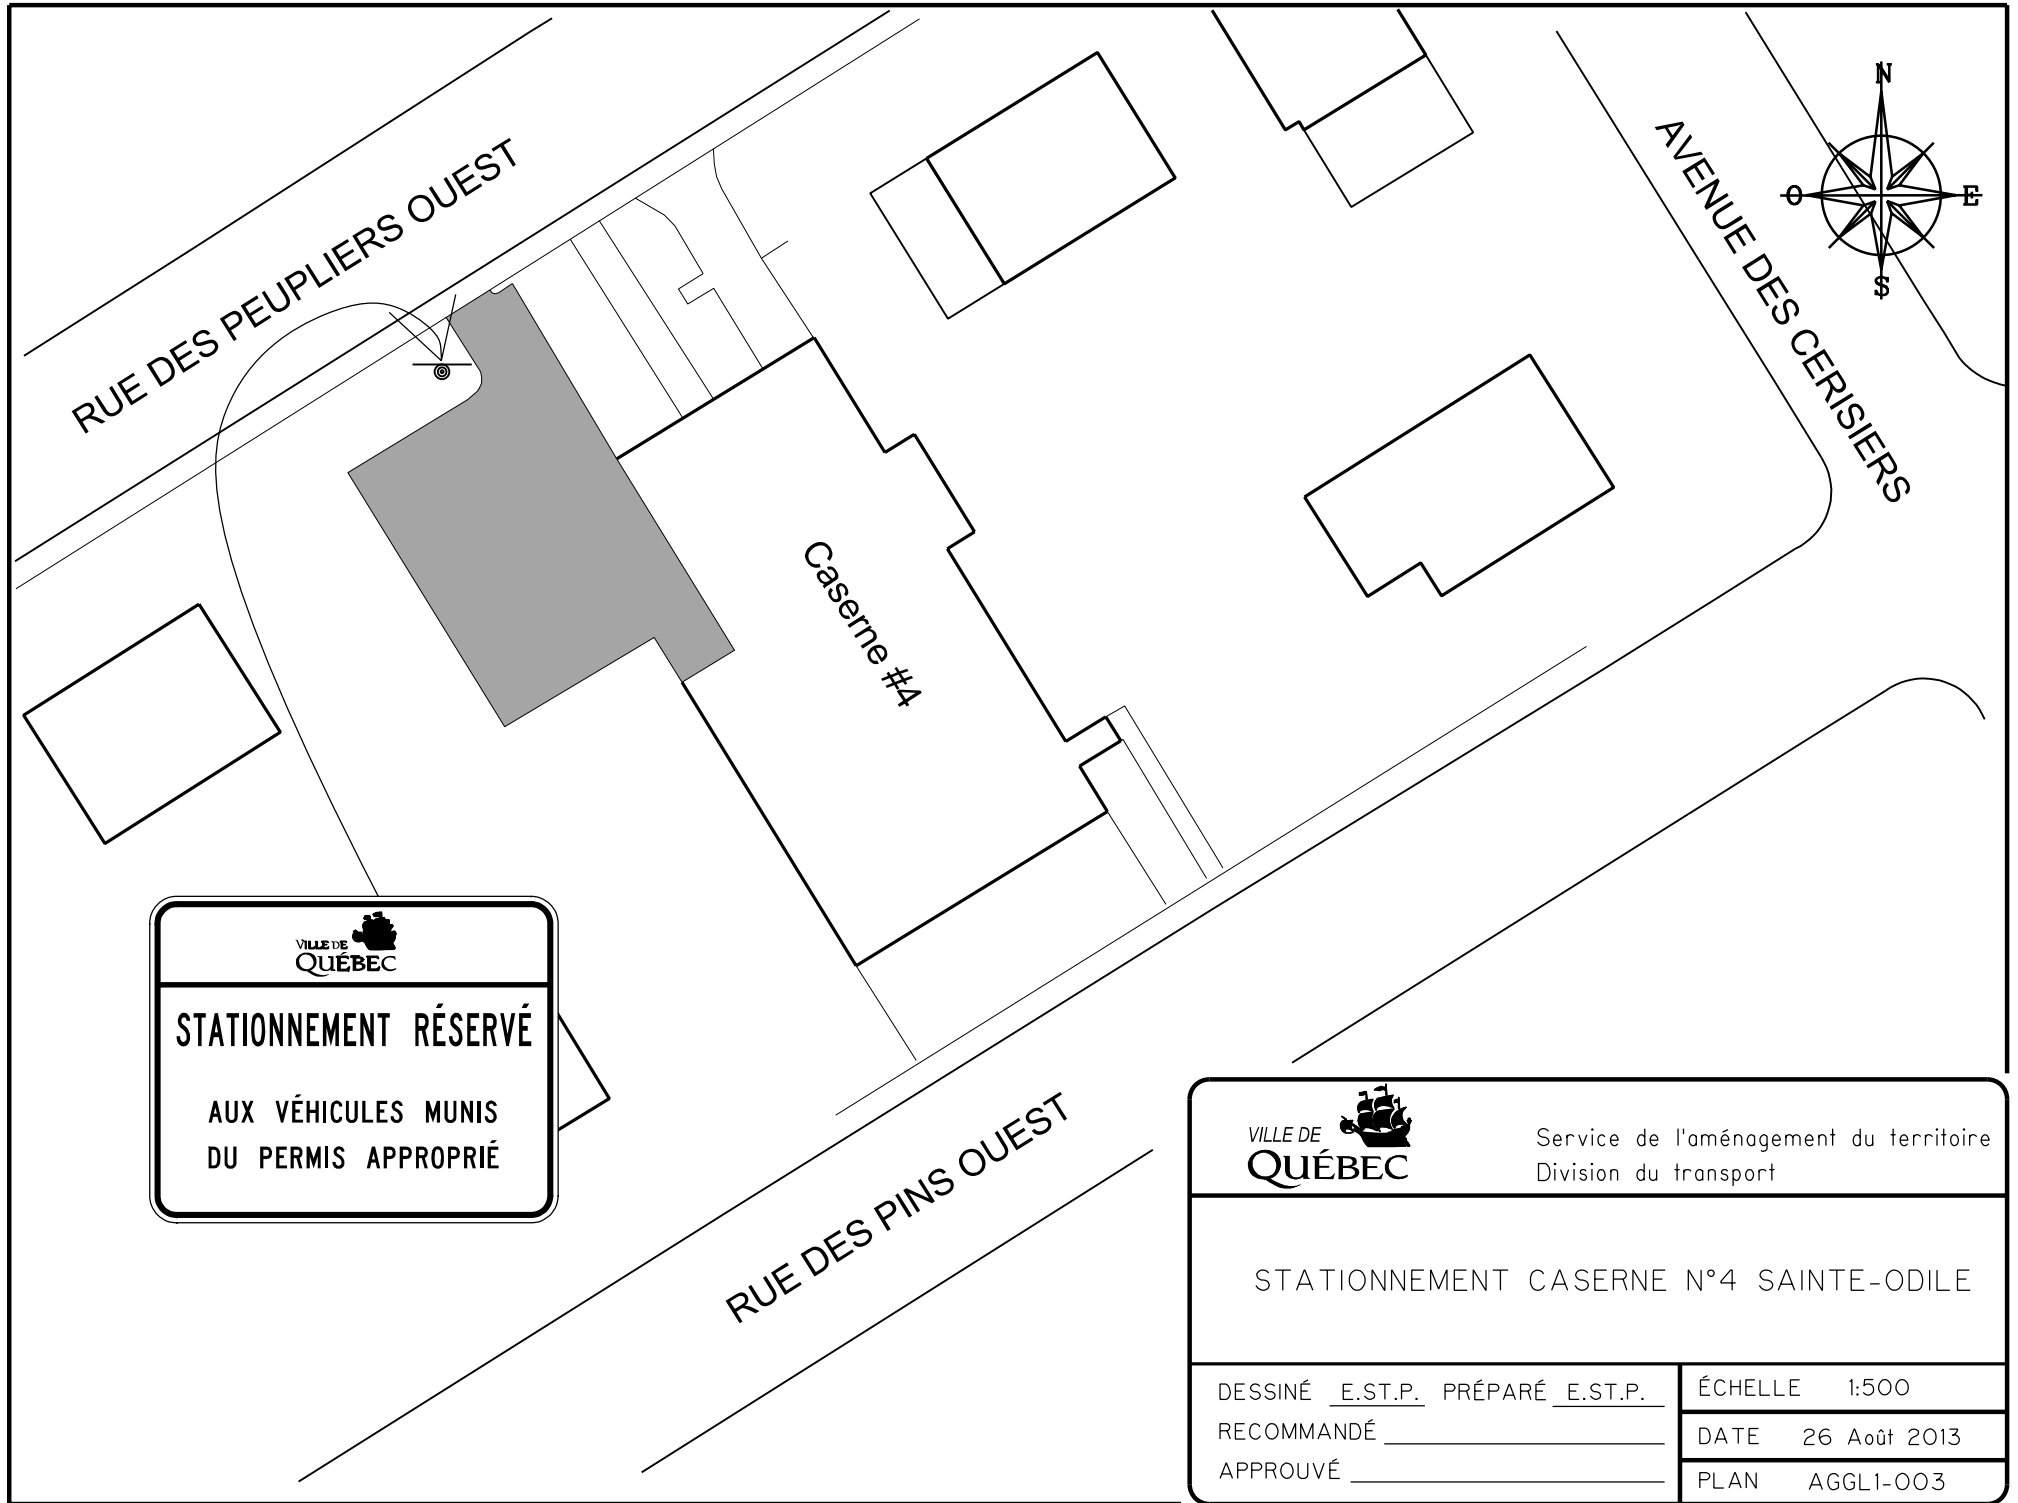 RUE DES PEUPLIERS OUEST
AVENUE DES CERISIERS
N
O
E
S
Caserne #4
VILLE DE
QUÉBEC
STATIONNEMENT RÉSERVÉ
AUX VÉHICULES MUNIS
DU PERMIS APPROPRIÉ
RUE DES PINS OUEST
VILLE DE
QUÉBEC
Service de l'aménagement du territoire
Division du transport
STATIONNEMENT CASERNE N°4 SAINTE-ODILE
DESSINÉ E.ST.P. PRÉPARÉ E.ST.P.
RECOMMANDÉ
APPROUVÉ
ÉCHELLE 1:500
DATE 26 Août 2013
PLAN AGGL1-003